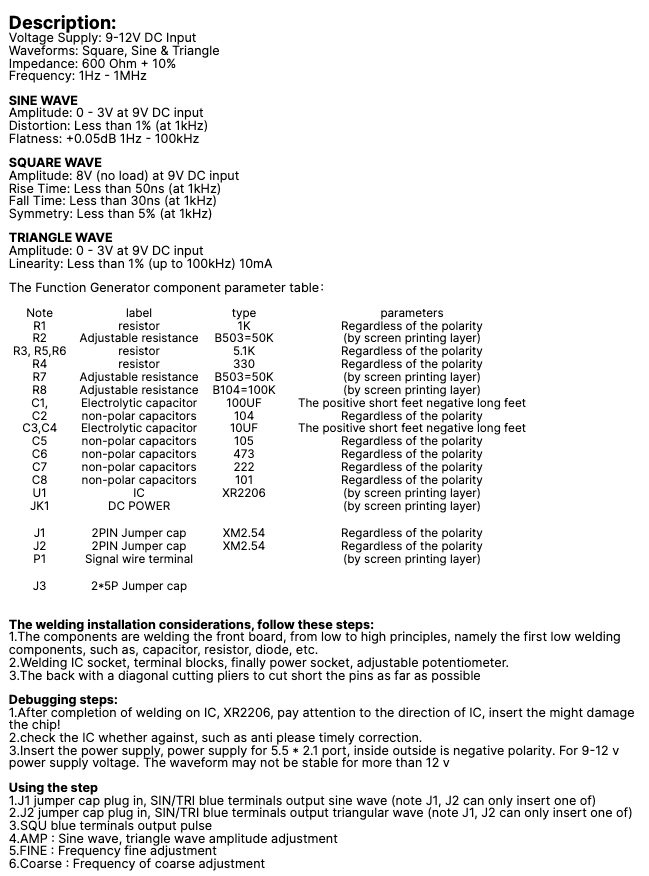 Description:
Voltage Supply: 9-12V DC Input
Waveforms: Square, Sine & Triangle
Impedance: 600 Ohm + 10%
Frequency: 1Hz - 1MHz
SINE WAVE
Amplitude: 0 - 3V at 9V DC input
Distortion: Less than 1% (at 1kHz)
Flatness: +0.05dB 1Hz - 100kHz
SQUARE WAVE
Amplitude: 8V (no load) at 9V DC input
Rise Time: Less than 50ns (at 1kHz)
Fall Time: Less than 30ns (at 1kHz)
Symmetry: Less than 5% (at 1kHz)
TRIANGLE WAVE
Amplitude: 0 - 3V at 9V DC input
Linearity: Less than 1% (up to 100kHz) 10mA
The Function Generator component parameter table:
Note label type parameters
R1 resistor 1K Regardless of the polarity
R2 Adjustable resistance B503=50K (by screen printing layer)
R3, R5,R6 resistor 5.1K Regardless of the polarity
R4 resistor 330 Regardless of the polarity
R7 Adjustable resistance B503=50K (by screen printing layer)
R8 Adjustable resistance B104=100K (by screen printing layer)
C1, Electrolytic capacitor 100UF The positive short feet negative long feet
C2 non-polar capacitors 104 Regardless of the polarity
C3,C4 Electrolytic capacitor 10UF The positive short feet negative long feet
C5 non-polar capacitors 105 Regardless of the polarity
C6 non-polar capacitors 473 Regardless of the polarity
C7 non-polar capacitors 222 Regardless of the polarity
C8 non-polar capacitors 101 Regardless of the polarity
U1 IC XR2206 (by screen printing layer)
JK1 DC POWER (by screen printing layer)
J1 2PIN Jumper cap XM2.54 Regardless of the polarity
J2 2PIN Jumper cap XM2.54 Regardless of the polarity
P1 Signal wire terminal (by screen printing layer)
J3 2*5P Jumper cap
The welding installation considerations, follow these steps:
1.The components are welding the front board, from low to high principles, namely the first low welding
components, such as, capacitor, resistor, diode, etc.
2.Welding IC socket, terminal blocks, finally power socket, adjustable potentiometer.
3.The back with a diagonal cutting pliers to cut short the pins as far as possible
Debugging steps:
1.After completion of welding on IC, XR2206, pay attention to the direction of IC, insert the might damage
the chip!
2.check the IC whether against, such as anti please timely correction.
3.Insert the power supply, power supply for 5.5 * 2.1 port, inside outside is negative polarity. For 9-12 v
power supply voltage. The waveform may not be stable for more than 12 v
Using the step
1.J1 jumper cap plug in, SIN/TRI blue terminals output sine wave (note J1, J2 can only insert one of)
2.J2 jumper cap plug in, SIN/TRI blue terminals output triangular wave (note J1, J2 can only insert one of)
3.SQU blue terminals output pulse
4.AMP : Sine wave, triangle wave amplitude adjustment
5.FINE : Frequency fine adjustment
6.Coarse : Frequency of coarse adjustment